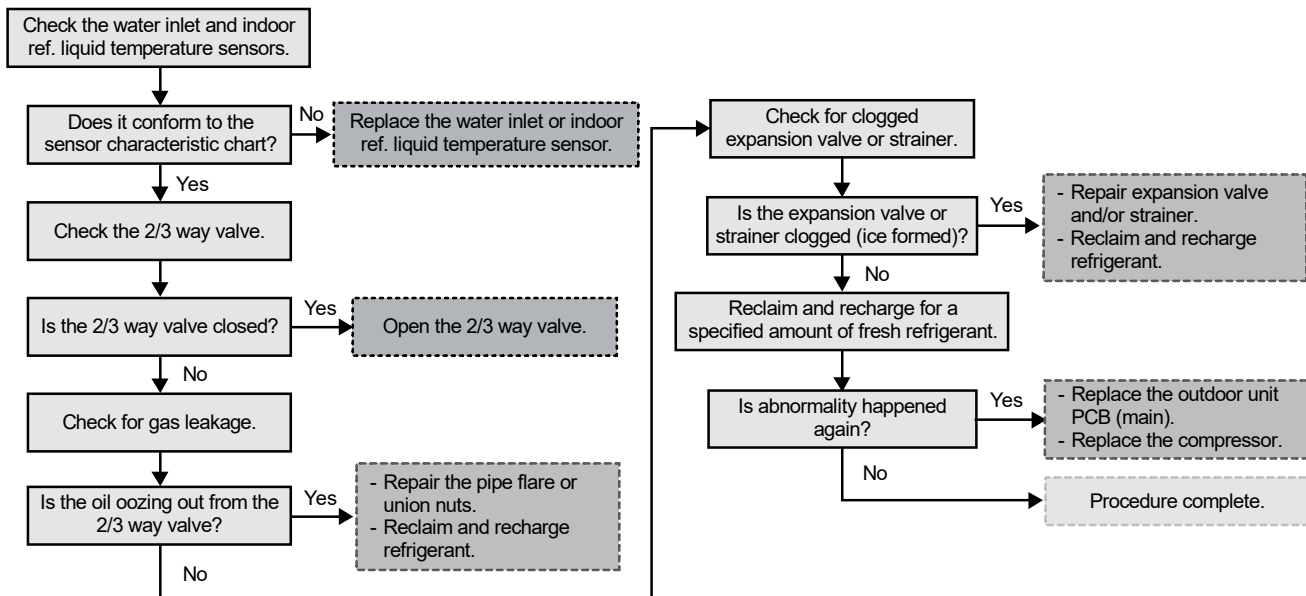 Check the water inlet and indoor
ref. liquid temperature sensors.
Does it conform to the
sensor characteristic chart?
No
Replace the water inlet or indoor
ref. liquid temperature sensor.
Yes
Check the 2/3 way valve.
Is the 2/3 way valve closed?
Yes
Open the 2/3 way valve.
No
Check for gas leakage.
Is the oil oozing out from the
2/3 way valve?
Yes
- Repair the pipe flare or
union nuts.
- Reclaim and recharge
refrigerant.
No
Check for clogged
expansion valve or strainer.
Is the expansion valve or
strainer clogged (ice formed)?
Yes
- Repair expansion valve
and/or strainer.
- Reclaim and recharge
refrigerant.
No
Reclaim and recharge for a
specified amount of fresh refrigerant.
Is abnormality happened
again?
Yes
- Replace the outdoor unit
PCB (main).
- Replace the compressor.
No
Procedure complete.